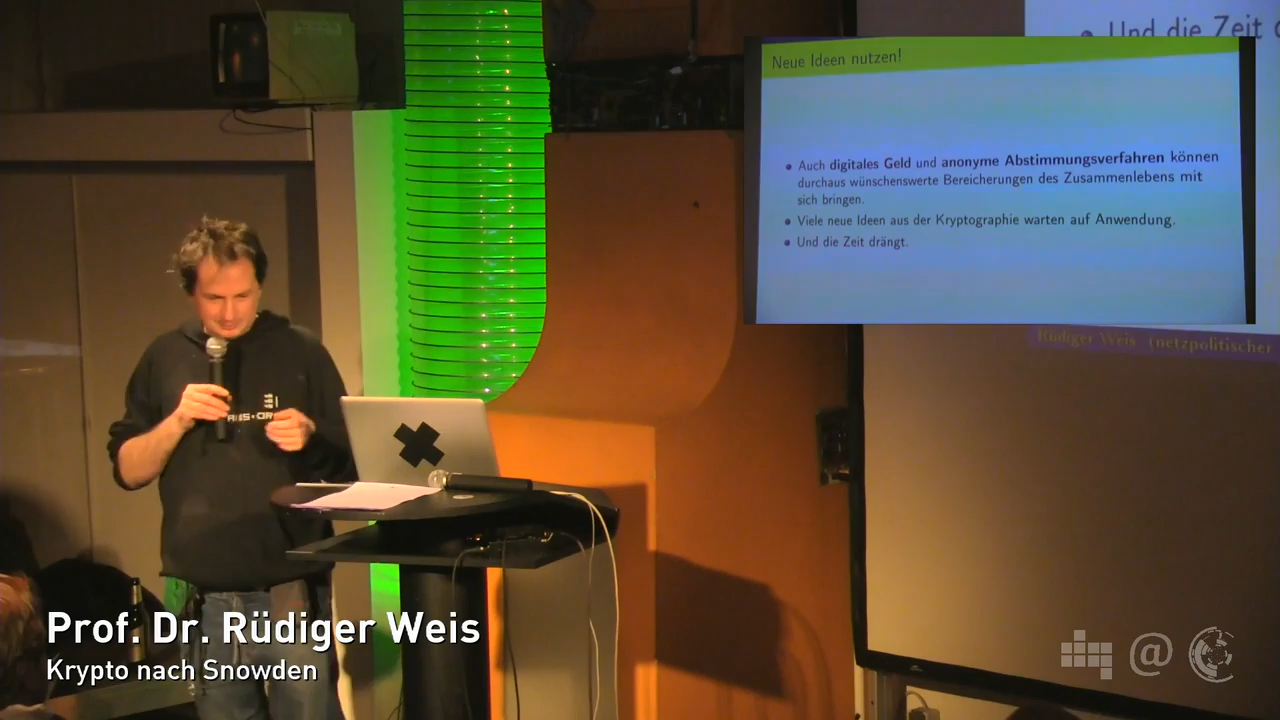 Und die Zeit
Neue Ideen nutzen!
Auch digitales Geld und anonyme Abstimmungsverfahren können
durchaus wünschenswerte Bereicherungen des Zusammenlebens mit
sich bringen.
Viele neue Ideen aus der Kryptographie warten auf Anwendung.
Und die Zeit drängt.
Rüdiger Weis (netzpolitischer
Prof. Dr. Rüdiger Weis
Krypto nach Snowden
@